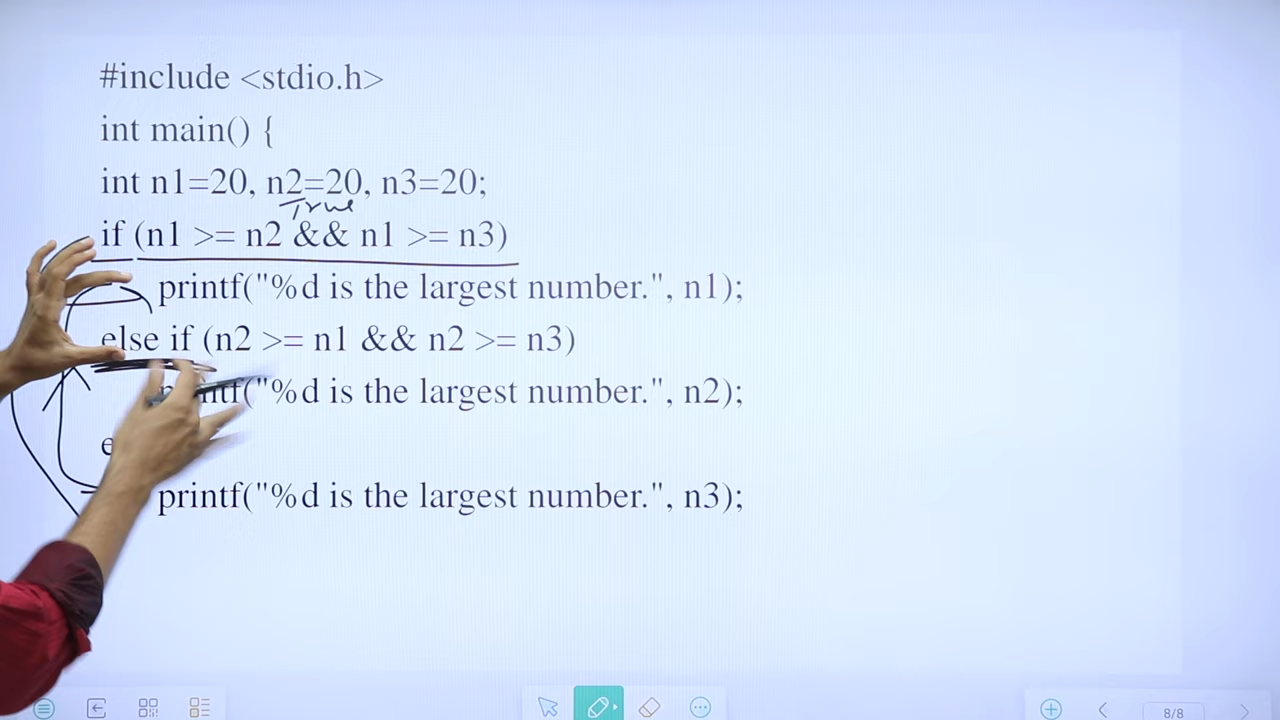 #include <stdio.h>
int main() {
int n1=20, n2=20, n3=20;
True
if (n1 >= n2 && n1 >= n3)
printf("%d is the largest number.", n1);
else if (n2 >= n1 && n2 >= n3)
("%d is the largest number.", n2);
printf("%d is the largest number.", n3);
8/8